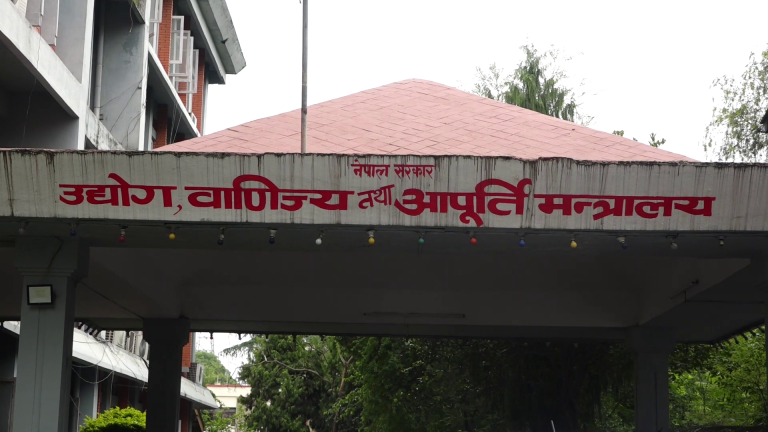 नेपाल सरकार
उद्योग, वाणिज्य तथा आपूर्ति मन्त्रालय